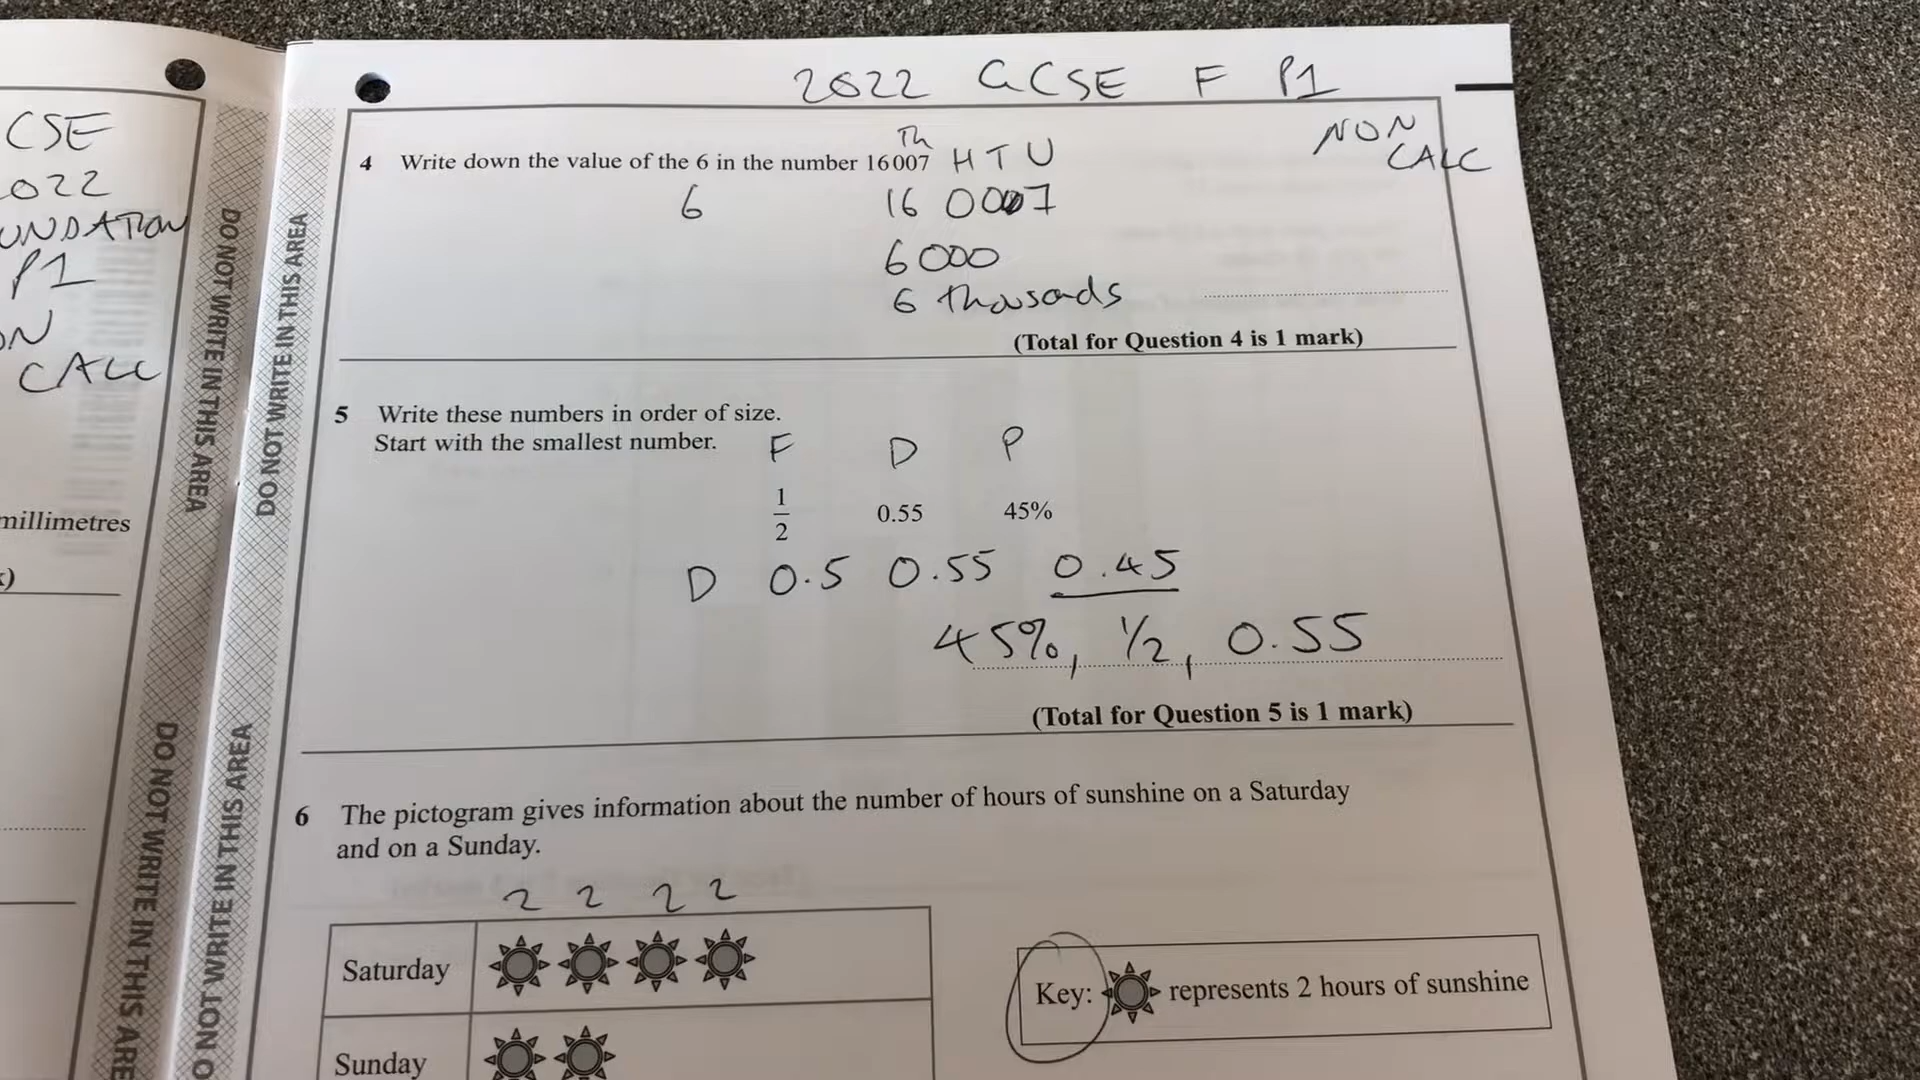 CSE
2022
UNDATION
P1
ON
CALC
millimetres
DO NOT WRITE IN THIS AREA
DO NOT WRITE IN THIS AREA
DO NOT WRITE IN THIS AREA
DO NOT WRITE IN THIS AREA
2022 GCSE F P1
NON
CALC
Th H T U
4 Write down the value of the 6 in the number 16 007
6 16 0007
6000
6 thousads
(Total for Question 4 is 1 mark)
5 Write these numbers in order of size.
Start with the smallest number.
F D P
1/2 0.55 45%
D 0.5 0.55 0.45
45%, 1/2, 0.55
(Total for Question 5 is 1 mark)
6 The pictogram gives information about the number of hours of sunshine on a Saturday
and on a Sunday.
2 2 2 2
Saturday
Sunday
Key: represents 2 hours of sunshine